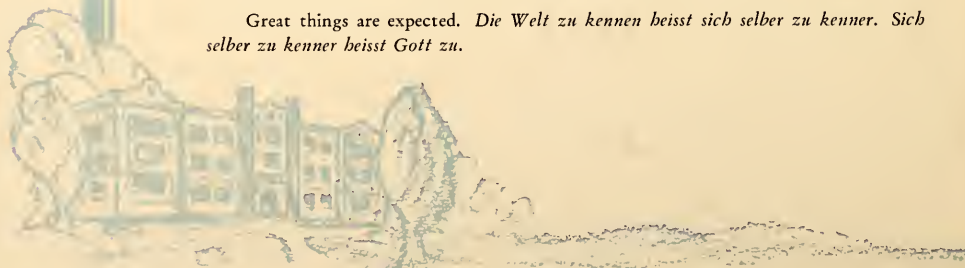 Great things are expected. Die Welt zu kennen heisst sich selber zu kenner. Sich
selber zu kenner heisst Gott zu.